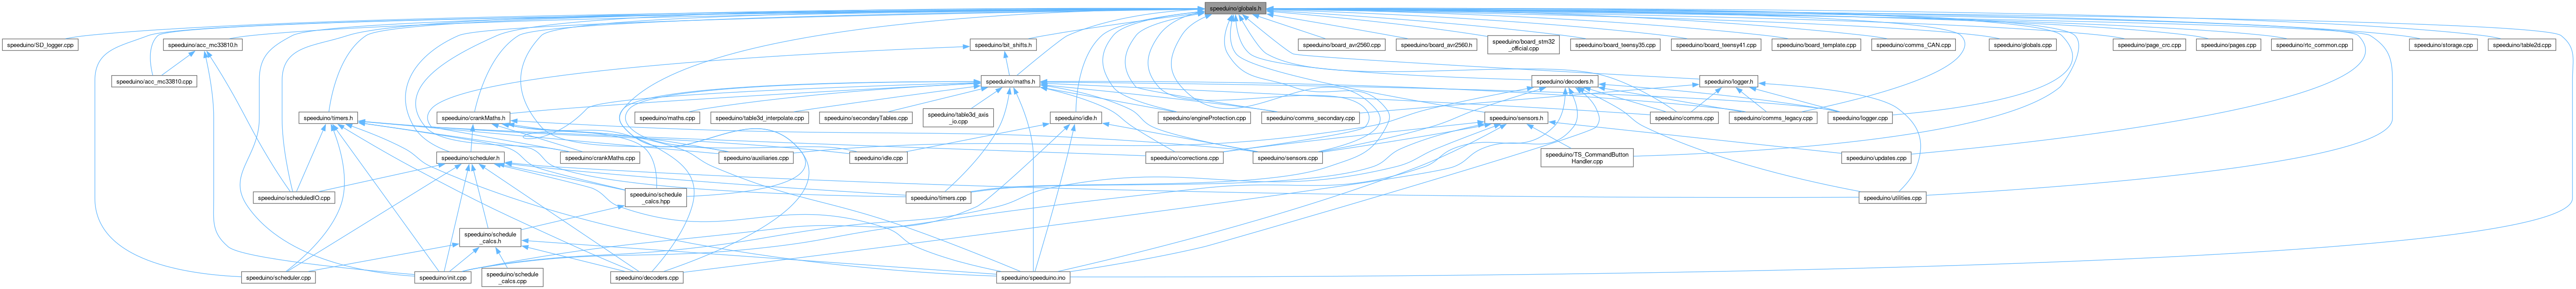 speeduino/globals.h
speeduino/SD_logger.cpp
speeduino/acc_mc33810.h
speeduino/bit_shifts.h
speeduino/board_avr2560.cpp
speeduino/board_avr2560.h
speeduino/board_stm32
_official.cpp
speeduino/board_teensy35.cpp
speeduino/board_teensy41.cpp
speeduino/board_template.cpp
speeduino/comms_CAN.cpp
speeduino/globals.cpp
speeduino/page_crc.cpp
speeduino/pages.cpp
speeduino/rtc_common.cpp
speeduino/storage.cpp
speeduino/table2d.cpp
speeduino/acc_mc33810.cpp
speeduino/maths.h
speeduino/decoders.h
speeduino/logger.h
speeduino/timers.h
speeduino/crankMaths.h
speeduino/maths.cpp
speeduino/table3d_interpolate.cpp
speeduino/secondaryTables.cpp
speeduino/table3d_axis
_io.cpp
speeduino/idle.h
speeduino/engineProtection.cpp
speeduino/comms_secondary.cpp
speeduino/sensors.h
speeduino/comms.cpp
speeduino/comms_legacy.cpp
speeduino/logger.cpp
speeduino/scheduler.h
speeduino/crankMaths.cpp
speeduino/auxiliaries.cpp
speeduino/idle.cpp
speeduino/corrections.cpp
speeduino/sensors.cpp
speeduino/TS_CommandButton
Handler.cpp
speeduino/updates.cpp
speeduino/scheduledIO.cpp
speeduino/schedule
_calcs.hpp
speeduino/timers.cpp
speeduino/utilities.cpp
speeduino/schedule
_calcs.h
speeduino/scheduler.cpp
speeduino/init.cpp
speeduino/schedule
_calcs.cpp
speeduino/decoders.cpp
speeduino/speeduino.ino